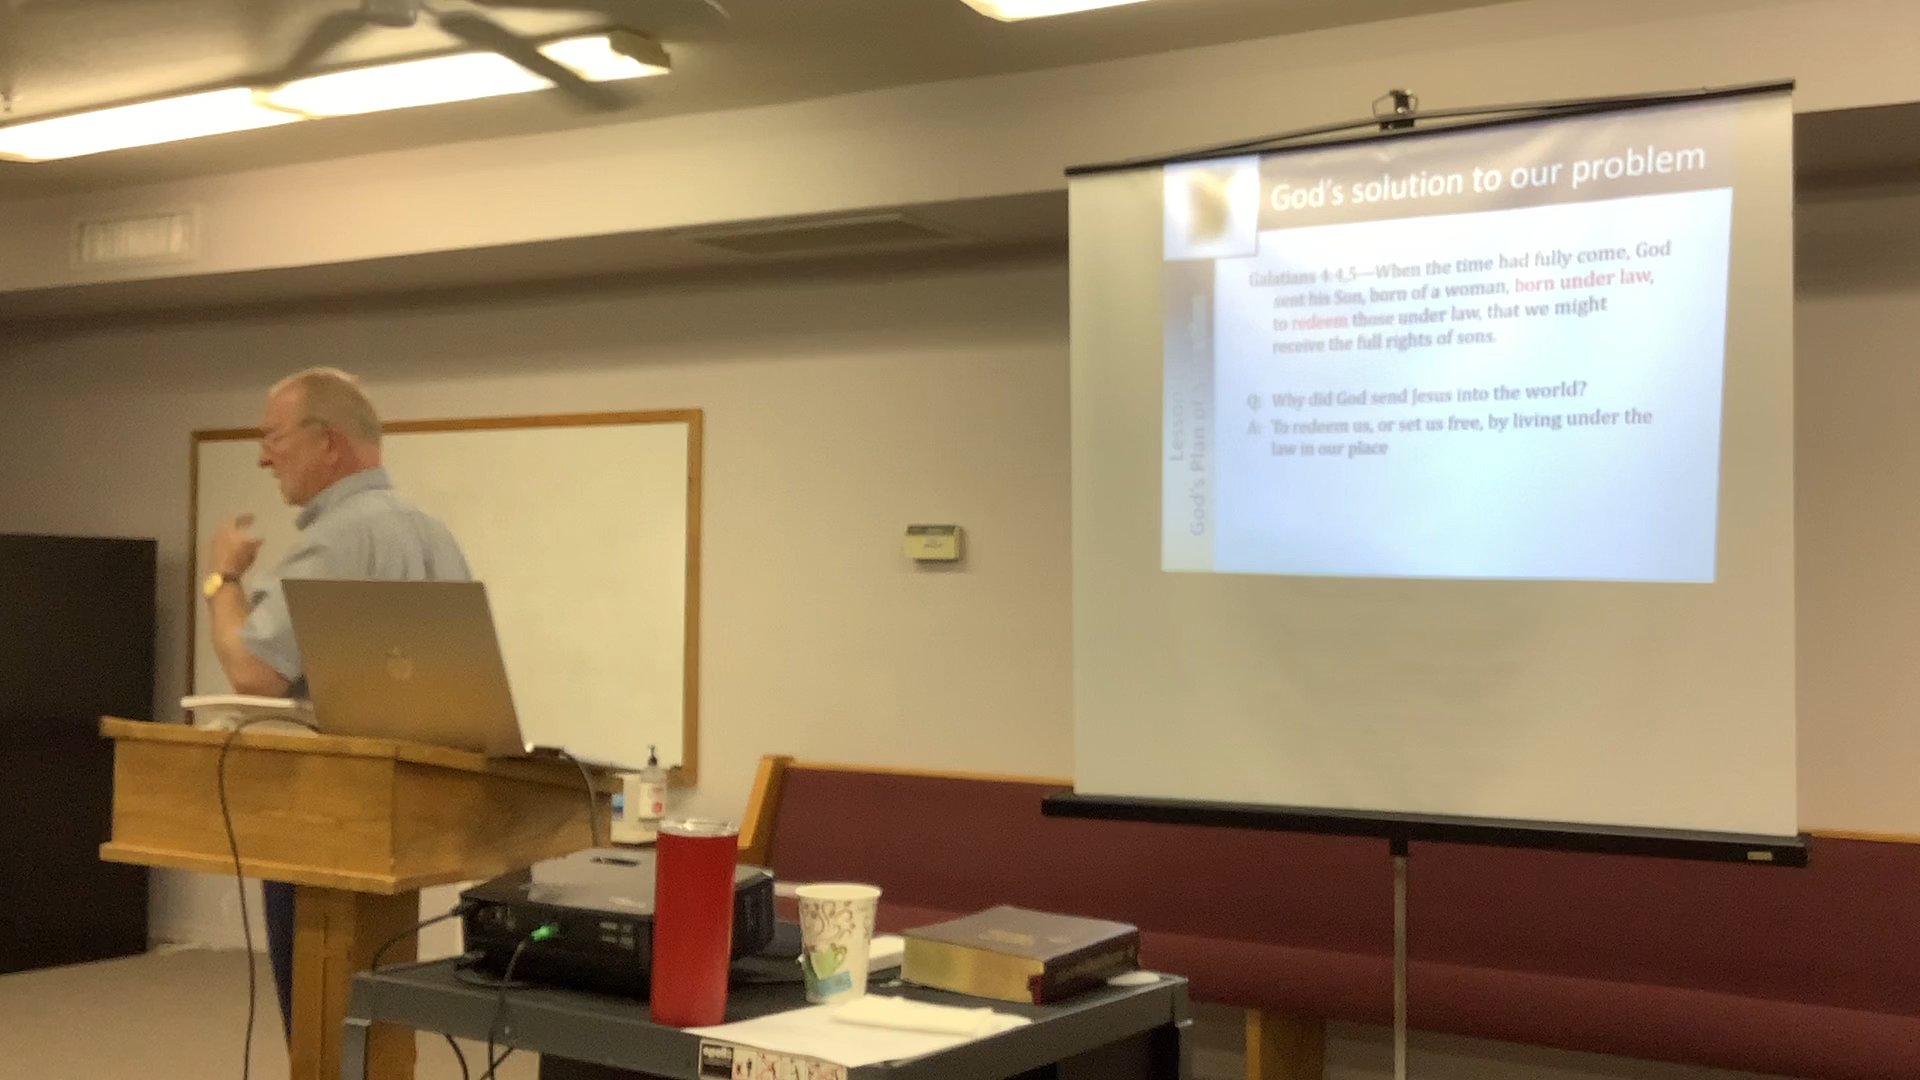 God's solution to our problem
Galatians 4:4,5—When the time had fully come, God
sent his Son, born of a woman, born under law,
to redeem those under law, that we might
receive the full rights of sons.
Q: Why did God send Jesus into the world?
A: To redeem us, or set us free, by living under the
law in our place
Lesson
God's Plan of